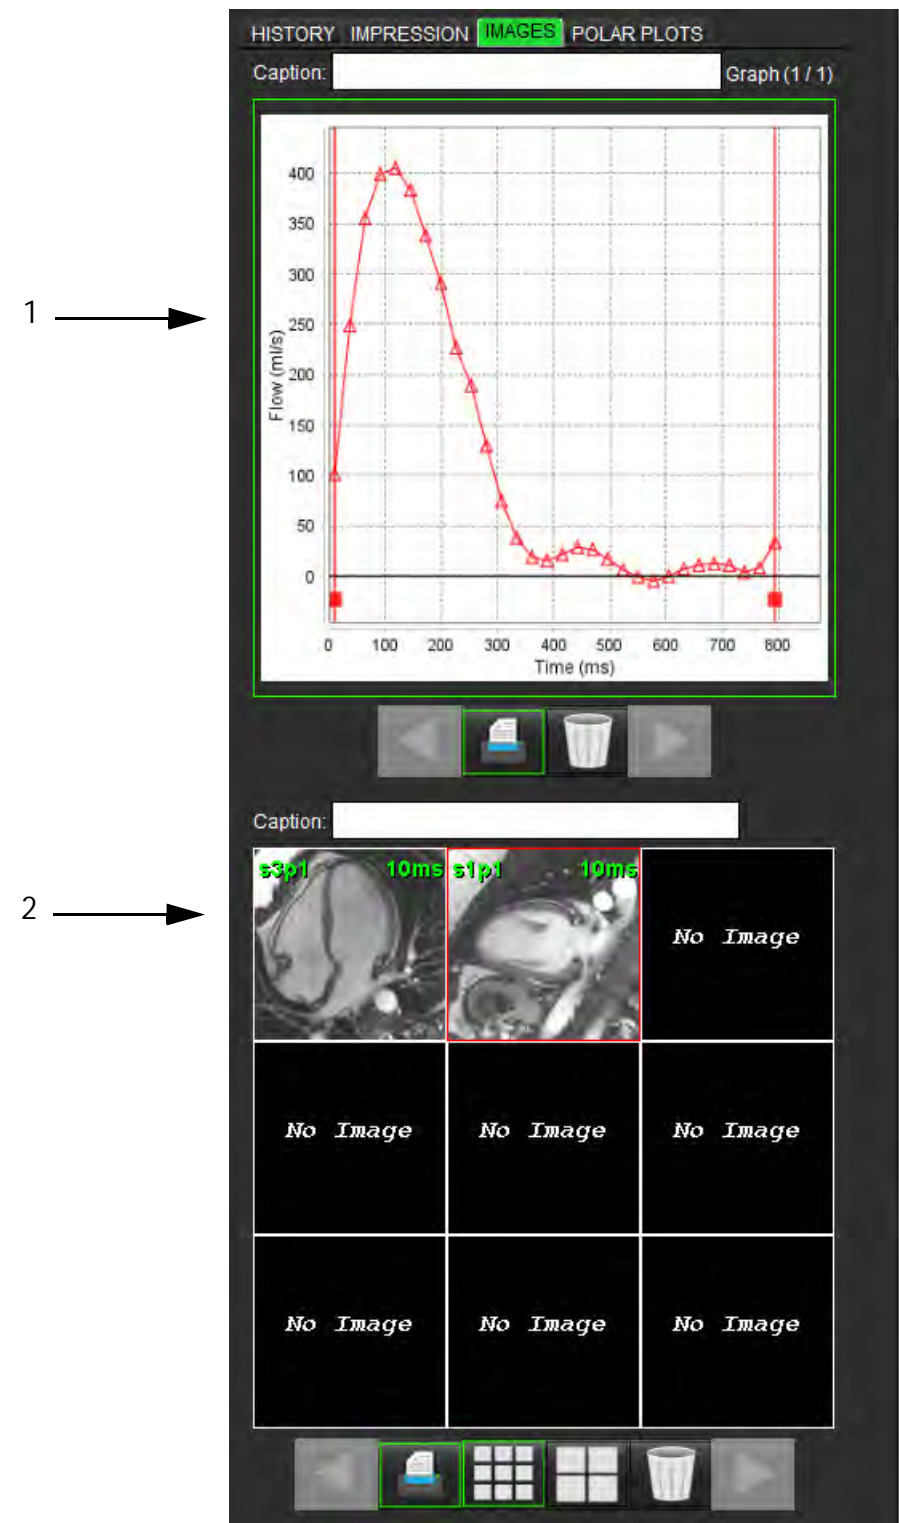 HISTORY IMPRESSION IMAGES POLAR PLOTS
Caption: Graph (1 / 1)
400
350
300
1
250
200
150
100
50
0
Flow (ml/s)
0 100 200 300 400 500 600 700 800
Time (ms)
Caption:
s3p1 10ms s1p1 10ms
2
No Image
No Image No Image No Image
No Image No Image No Image